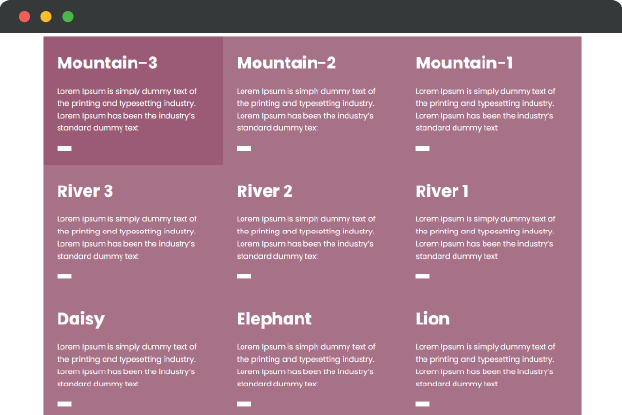 Mountain-3
Lorem Ipsum is simply dummy text of
the printing and typesetting industry.
Lorem Ipsum has been the industry's
standard dummy tex
Mountain-2
Lorem Ipsum is simply dummy text of
the printing and typesetting industry.
Lorem Ipsum has been the industry's
standard dummy tex
Mountain-1
Lorem Ipsum is simply dummy text of
the printing and typesetting industry.
Lorem Ipsum has been the industry's
standard dummy text
River 3
Lorem Ipsum is simply dummy text of
the printing and typesetting industry.
Lorem Ipsum has been the industry's
standard dummy text
River 2
Lorem Ipsum is simply dummy text of
the printing and typesetting industry.
Lorem Ipsum has been the industry's
standard dummy tex
River 1
Lorem Ipsum is simply dummy text of
the printing and typesetting industry.
Lorem Ipsum has been the industry's
standard dummy text
Daisy
Lorem Ipsum is simply dummy text of
the printing and typesetting industry.
Lorem Ipsum has been the industry's
standard dummy text
Elephant
Lorem Ipsum is simply dummy text of
the printing and typesetting industry.
Lorem Ipsum has been the industry's
standard dummy tex
Lion
Lorem Ipsum is simply dummy text of
the printing and typesetting industry.
Lorem Ipsum has been the industry's
standard dummy text